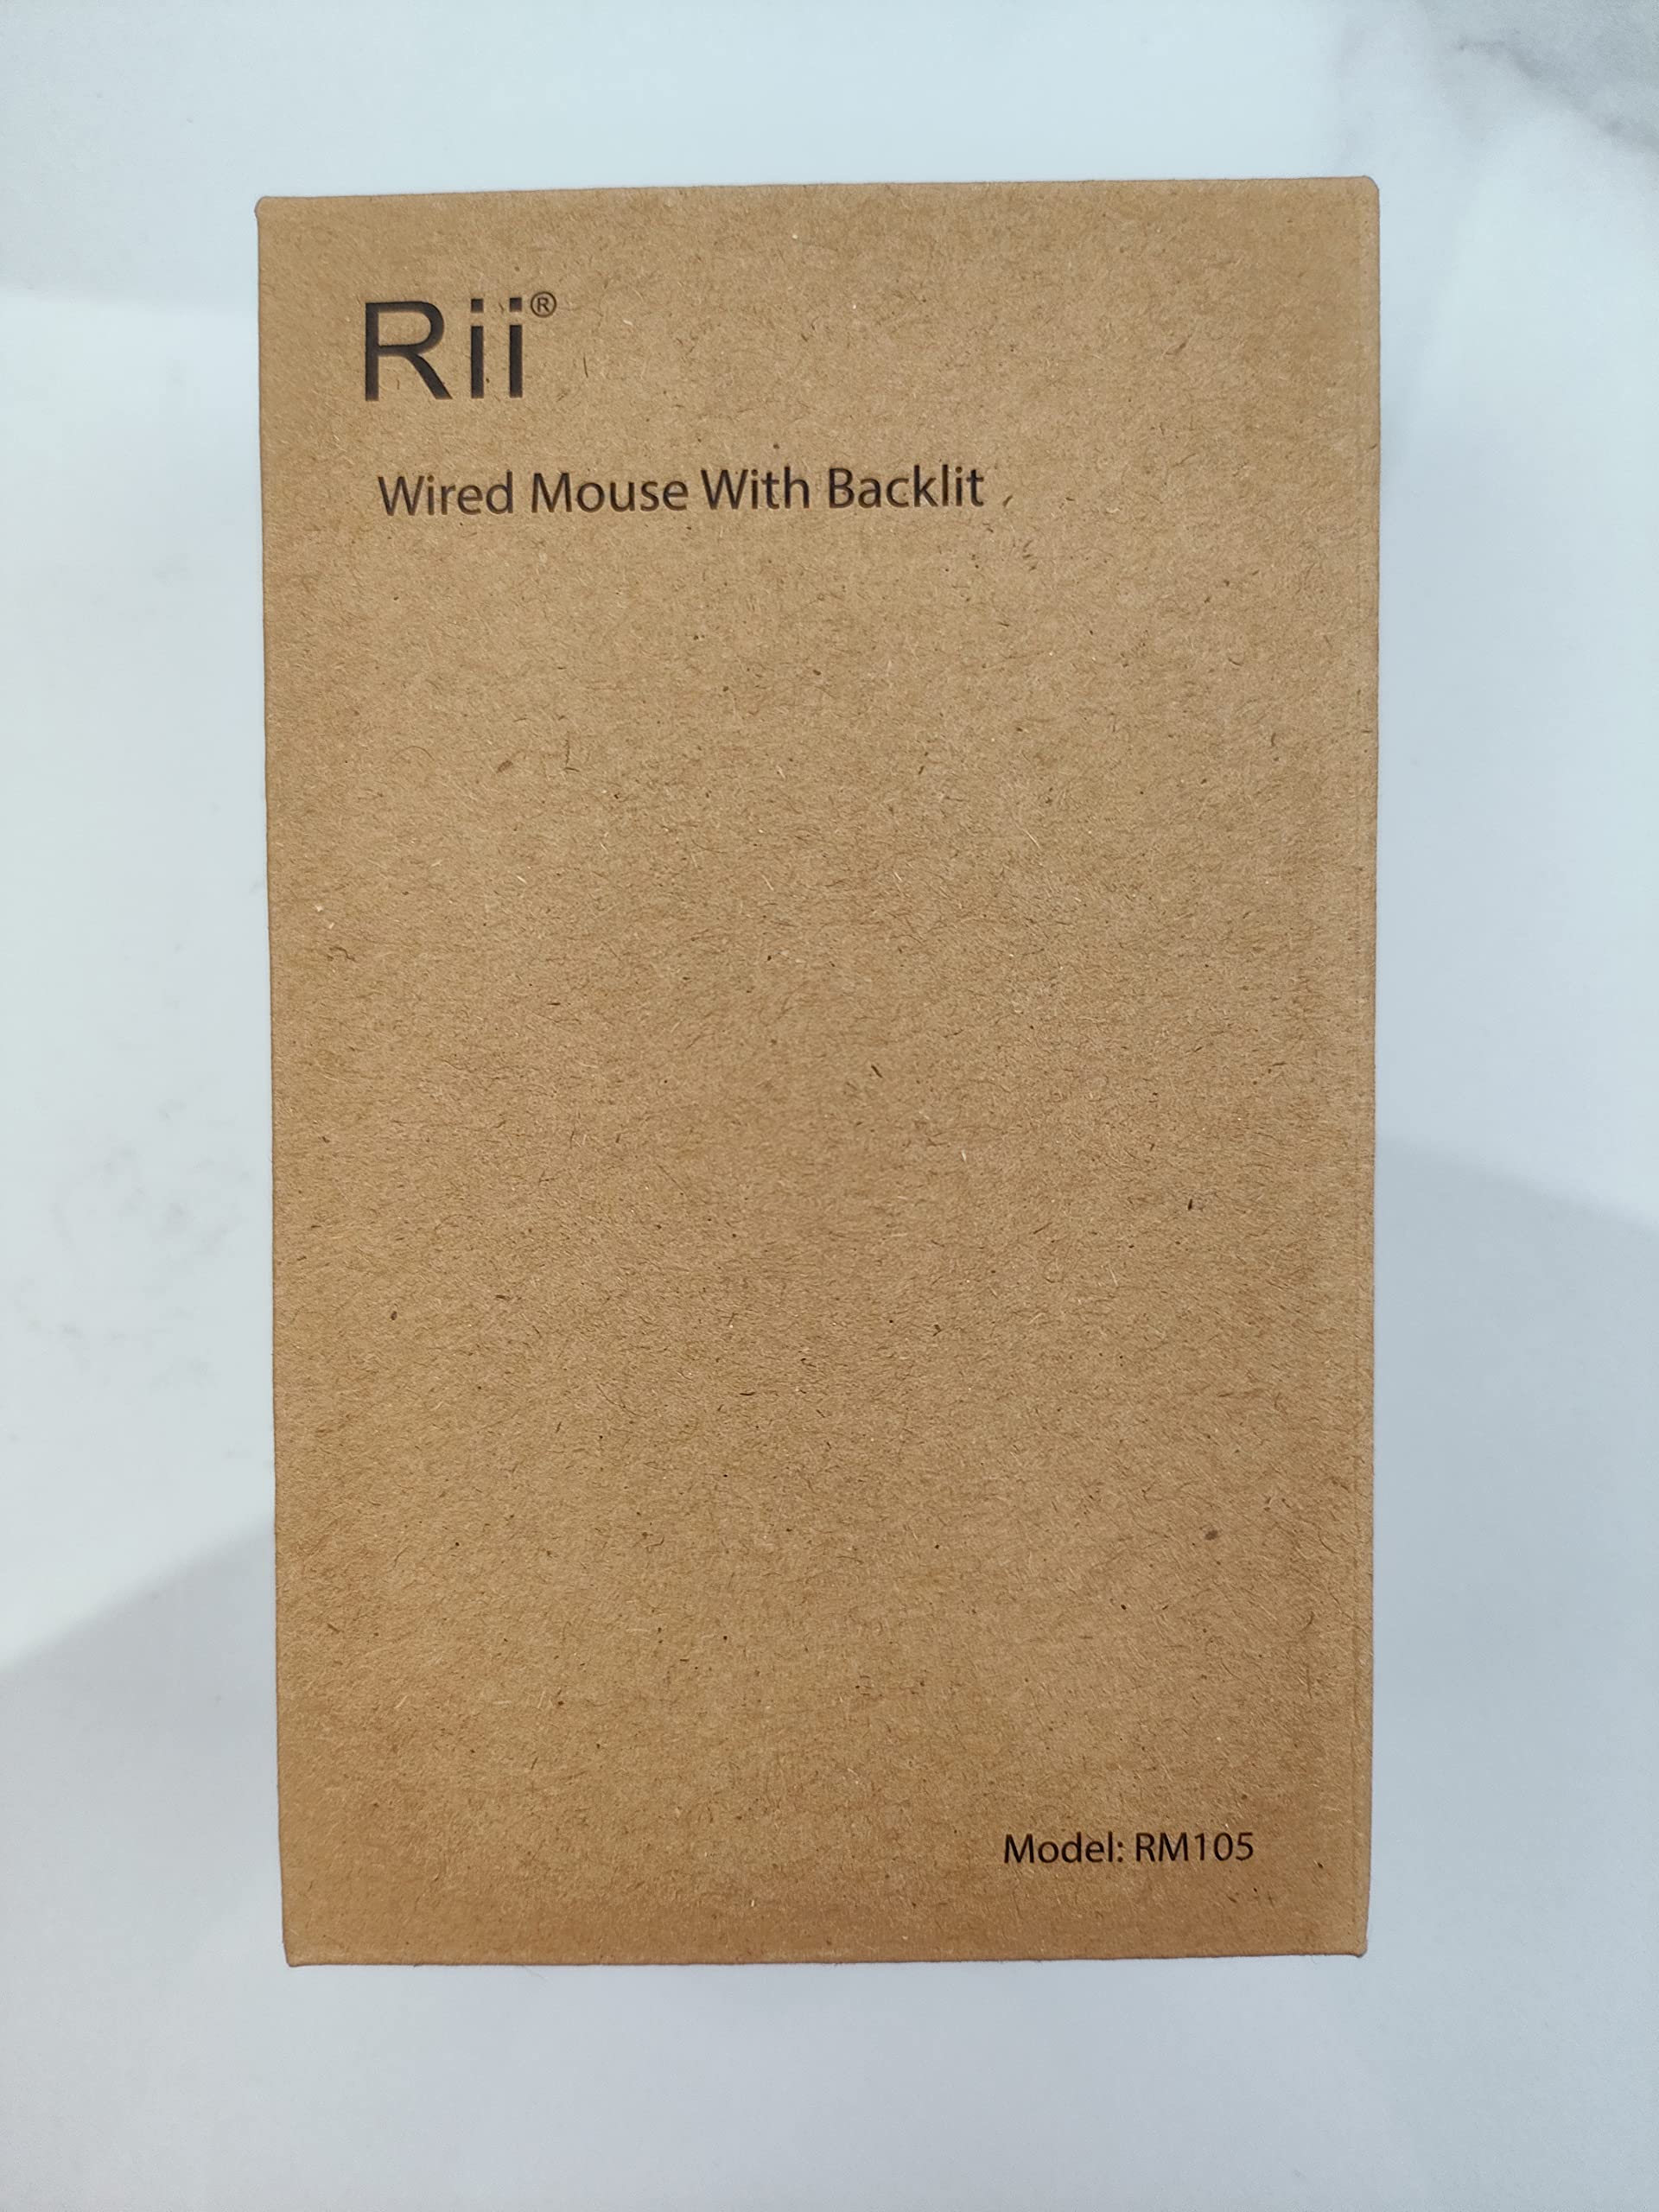 Rii®
Wired Mouse With Backlit
Model: RM105